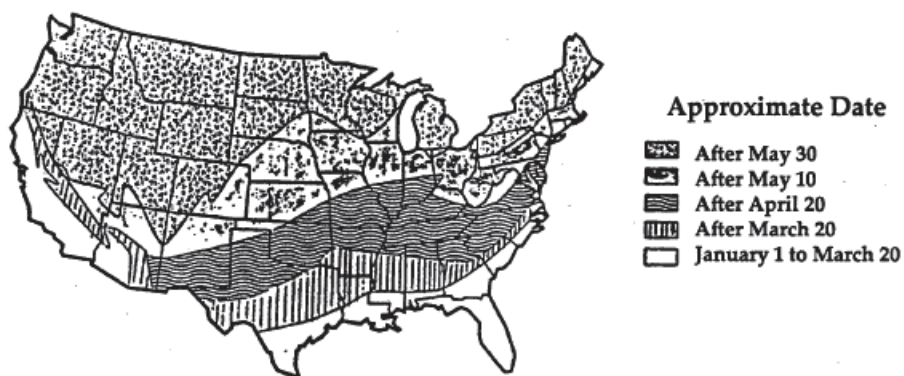 Approximate Date
After May 30
After May 10
After April 20
After March 20
January 1 to March 20